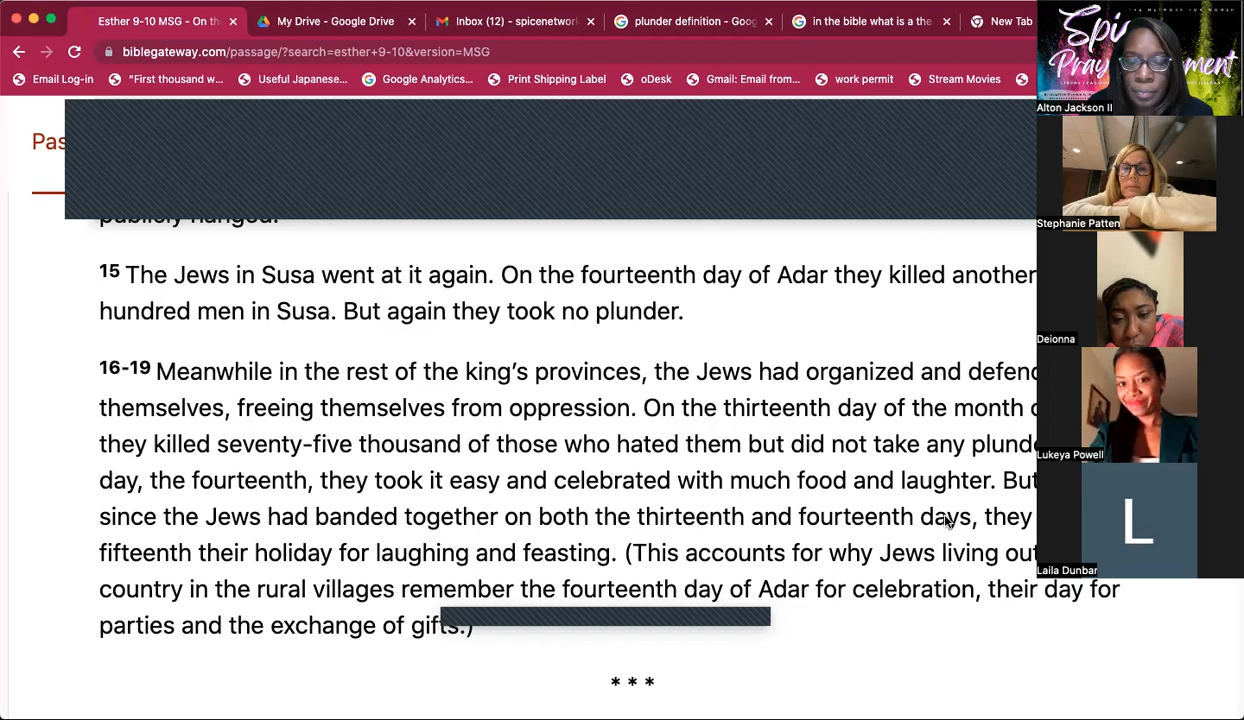 Esther 9-10 MSG - On th
My Drive - Google Drive
Inbox (12) - spicenetwor
plunder definition - Goog
in the bible what is a the
New Tab
biblegateway.com/passage/?search=esther+9-10&version=MSG
Email Log-in
“First thousand w...
Useful Japanese...
Google Analytics...
Print Shipping Label
oDesk
Gmail: Email from...
work permit
Stream Movies
Pas
publicly hanged.
15 The Jews in Susa went at it again. On the fourteenth day of Adar they killed another
hundred men in Susa. But again they took no plunder.
16-19 Meanwhile in the rest of the king’s provinces, the Jews had organized and defend
themselves, freeing themselves from oppression. On the thirteenth day of the month
they killed seventy-five thousand of those who hated them but did not take any plunde
day, the fourteenth, they took it easy and celebrated with much food and laughter. But
since the Jews had banded together on both the thirteenth and fourteenth days, they
fifteenth their holiday for laughing and feasting. (This accounts for why Jews living out
country in the rural villages remember the fourteenth day of Adar for celebration, their day for
parties and the exchange of gifts.)
* * *
Spi
Pray
ment
Alton Jackson II
Stephanie Patten
Deionna
Lukeya Powell
L
Laila Dunbar